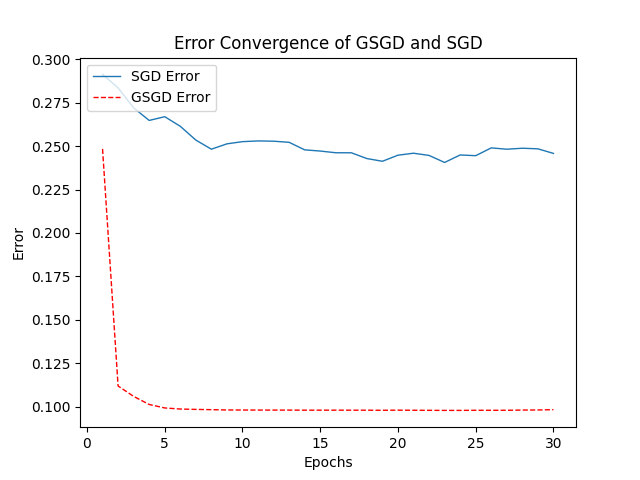 Error Convergence of GSGD and SGD
SGD Error
GSGD Error
0.300
0.275
0.250
0.225
0.200
0.175
0.150
0.125
0.100
Error
0 5 10 15 20 25 30
Epochs